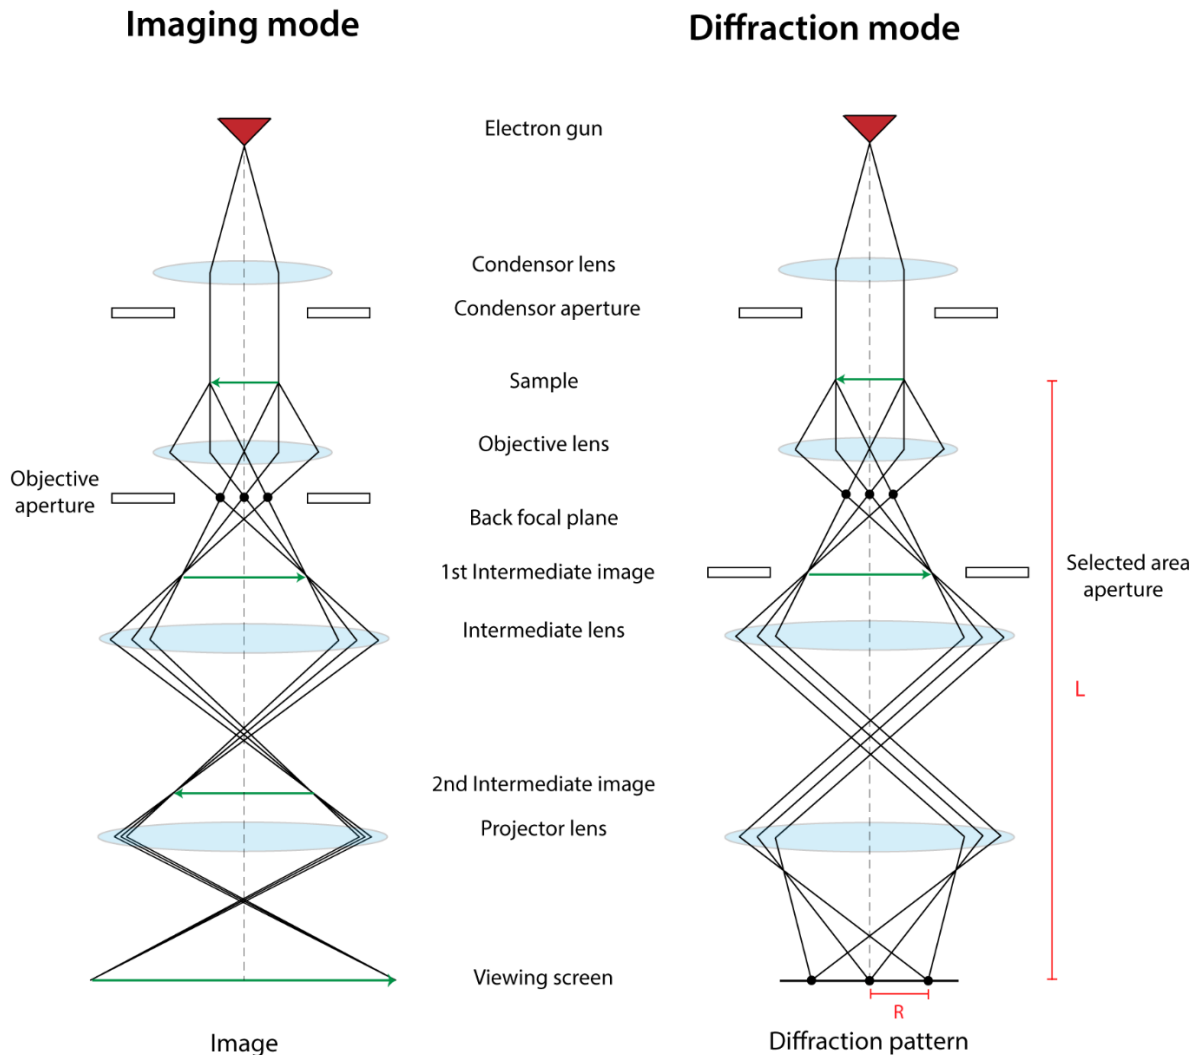 Imaging mode
Diffraction mode
Electron gun
Condensor lens
Condensor aperture
Sample
Objective lens
Objective
aperture
Back focal plane
1st Intermediate image
Selected area
aperture
Intermediate lens
L
2nd Intermediate image
Projector lens
Viewing screen
R
Image
Diffraction pattern